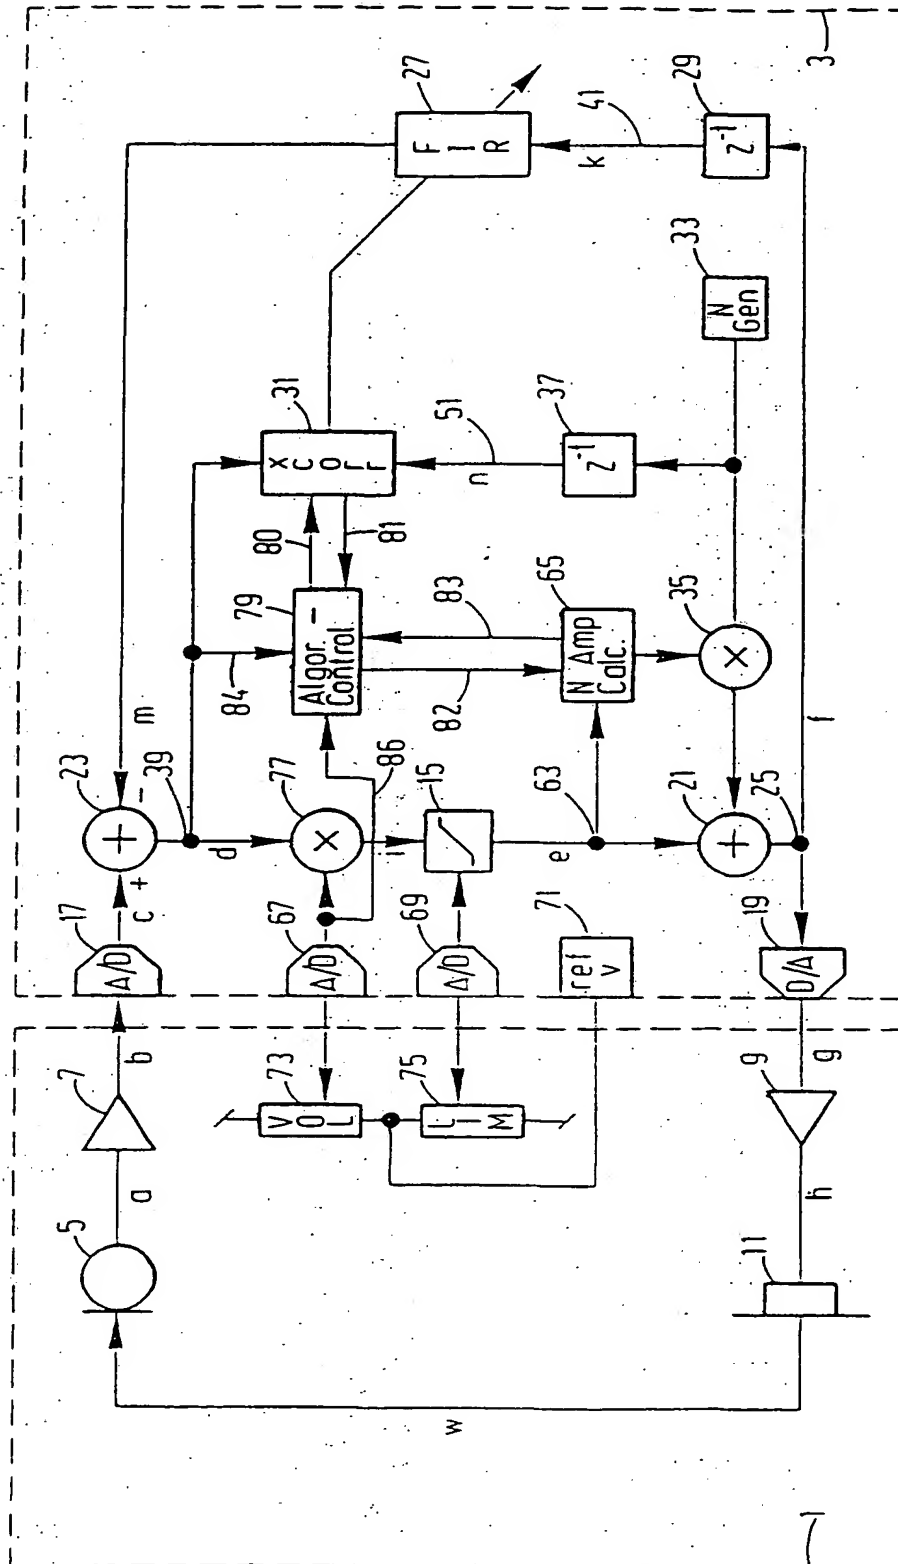 5
7
17
23
a
b
A/D
c
+
+
-
m
39
d
84
79
80
31
73
67
77
VOL
A/D
×
Algor.-
Control
Xcorr
86
81
75
69
15
27
LIM
A/D
i
FIR
w
82
83
51
71
63
65
37
e
n
41
ref
v
N Amp
Calc.
Z⁻¹
k
9
21
35
33
29
+
×
N
Gen
Z⁻¹
11
19
25
D/A
h
g
f
1
3